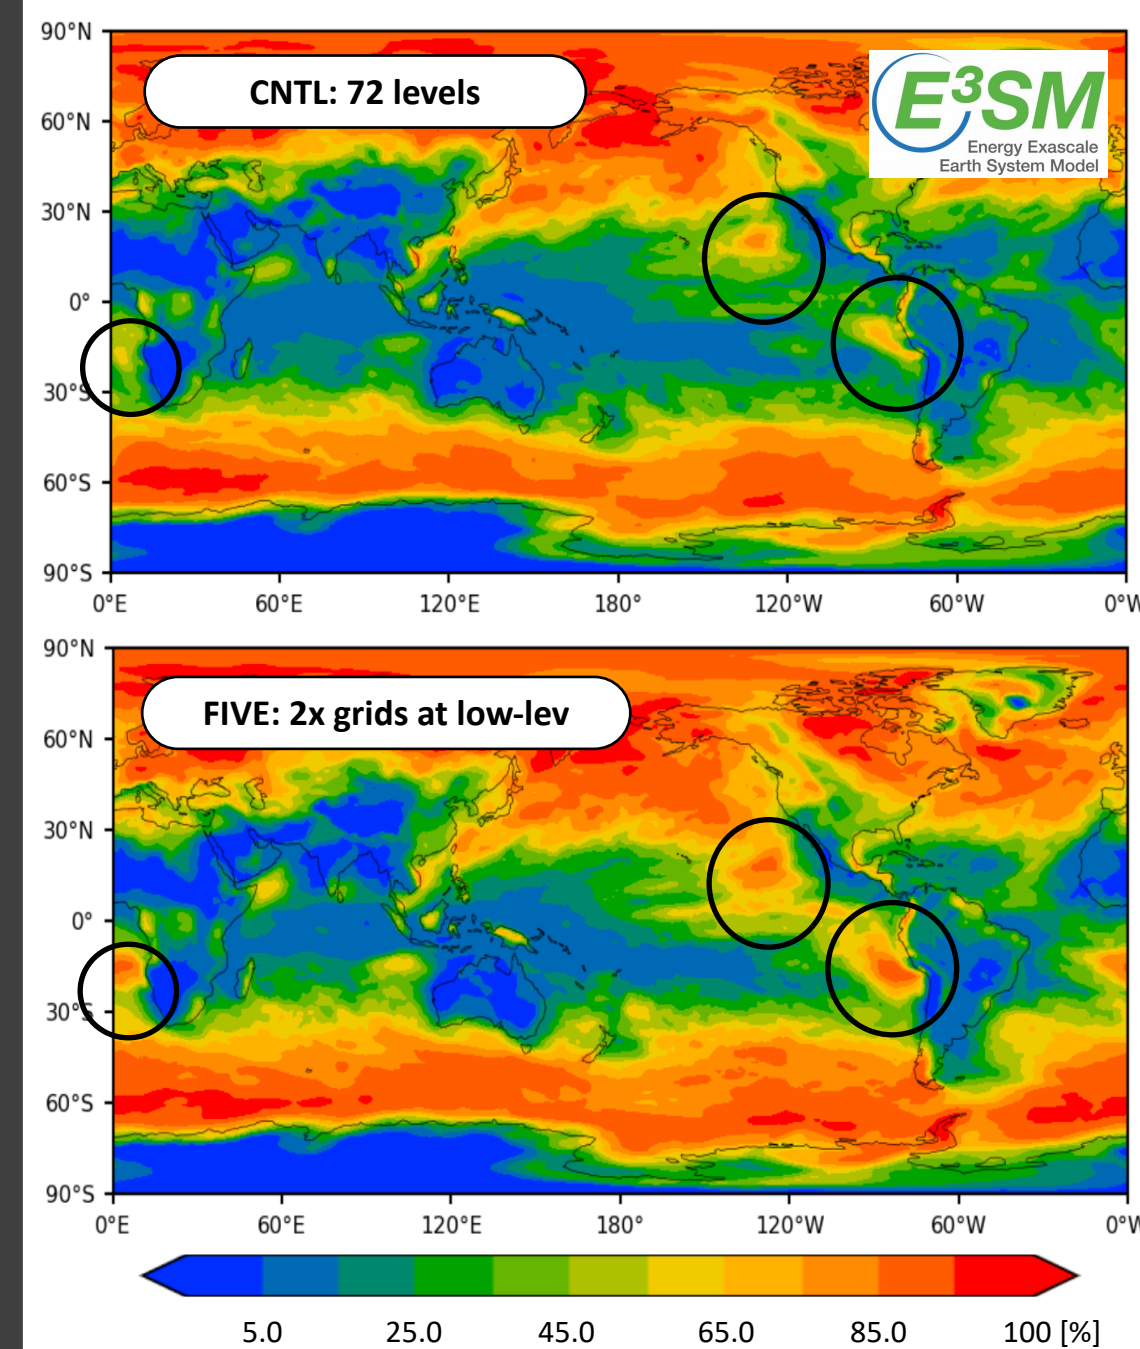 90°N
CNTL: 72 levels
E³SM
Energy Exascale
Earth System Model
60°N
30°N
0°
30°S
60°S
90°S
0°E 60°E 120°E 180° 120°W 60°W 0°W
90°N
FIVE: 2x grids at low-lev
60°N
30°N
0°
30°S
60°S
90°S
0°E 60°E 120°E 180° 120°W 60°W 0°W
5.0 25.0 45.0 65.0 85.0 100 [%]